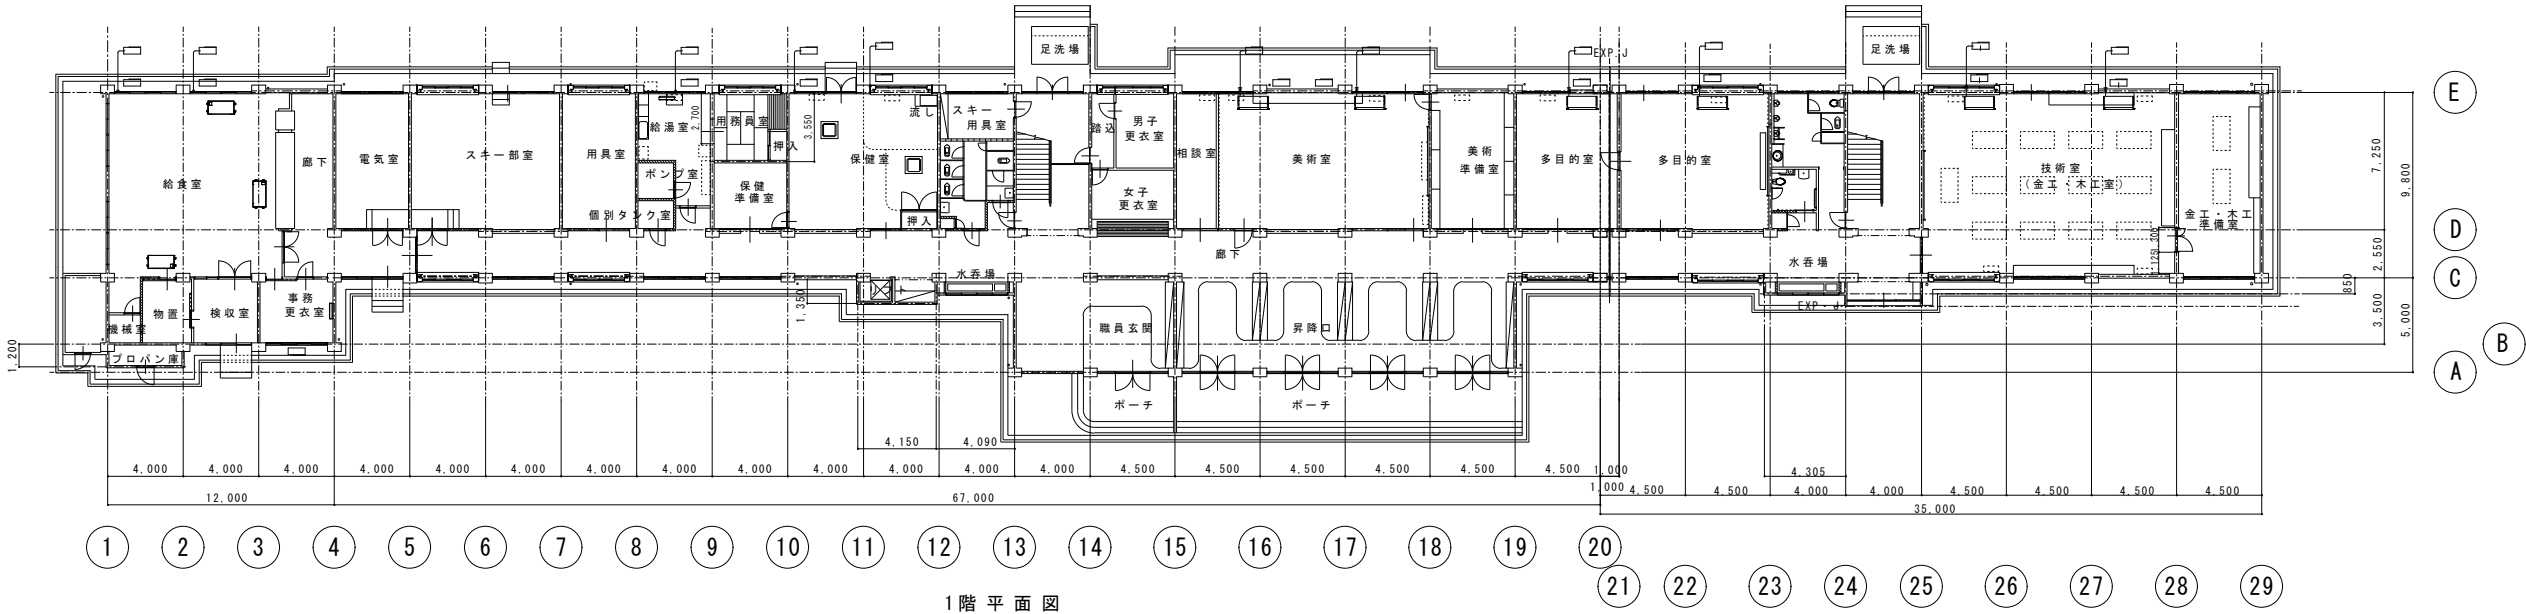 足洗場
足洗場
EXP.J
E
流し
スキー
用具室
給湯室
2,700
用務員室
3,550
押入
踏込
男子
更衣室
廊下
電気室
スキー部室
用具室
保健室
相談室
美術室
美術
準備室
多目的室
多目的室
技術室
(金工・木工室)
7,250
9,800
給食室
ポンプ室
保健
準備室
女子
更衣室
個別タンク室
押入
金工・木工
準備室
D
廊下
1,300
水呑場
水呑場
2,550
C
1,350
850
EXP.J
事務
更衣室
物置
検収室
機械室
職員玄関
昇降口
3,500
5,000
プロパン庫
1,200
B
A
ポーチ
ポーチ
4,150
4,090
4,000
4,000
4,000
4,000
4,000
4,000
4,000
4,000
4,000
4,000
4,000
4,000
4,000
4,500
4,500
4,500
4,500
4,500
4,500
1,000
4,305
1,000
4,500
4,500
4,000
4,000
4,500
4,500
4,500
4,500
12,000
67,000
35,000
1
2
3
4
5
6
7
8
9
10
11
12
13
14
15
16
17
18
19
20
21
22
23
24
25
26
27
28
29
1階平面図